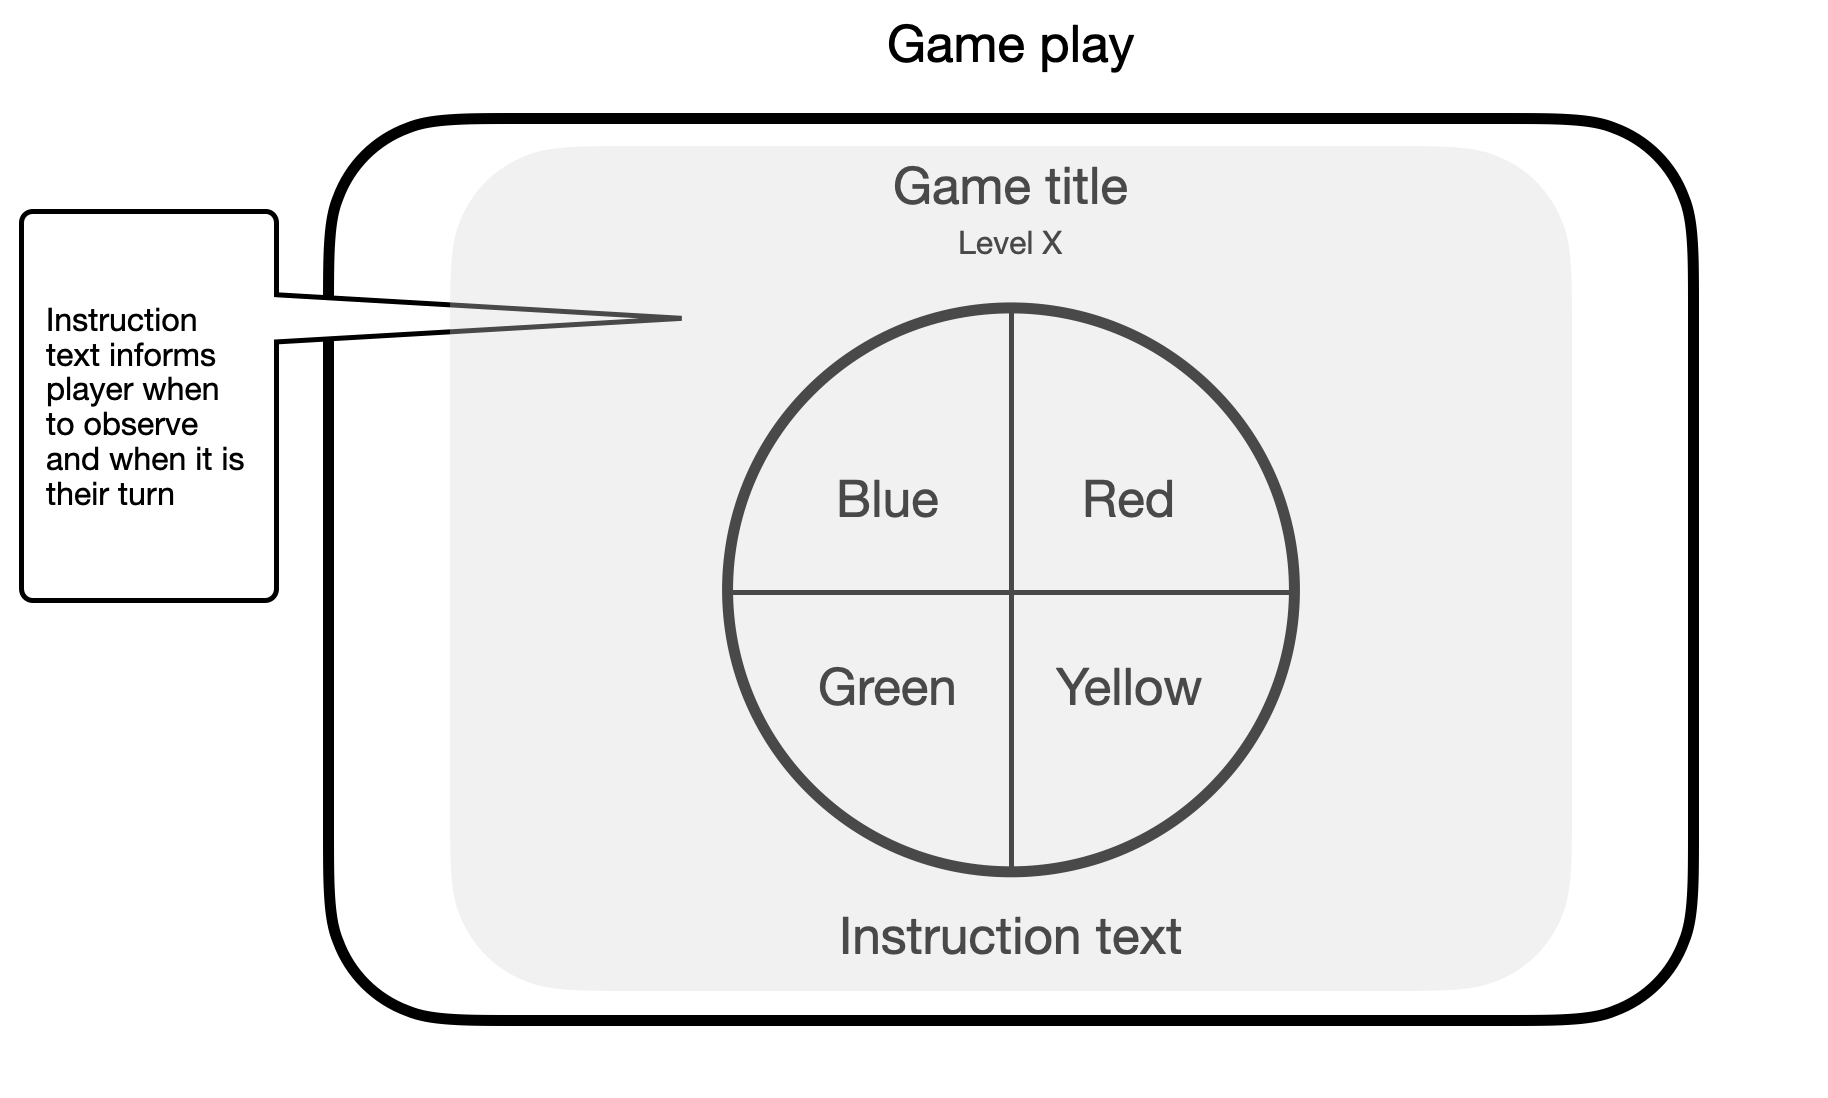 Game play
Game title
Level X
Instruction
text informs
player when
to observe
and when it is
their turn
Blue
Red
Green
Yellow
Instruction text